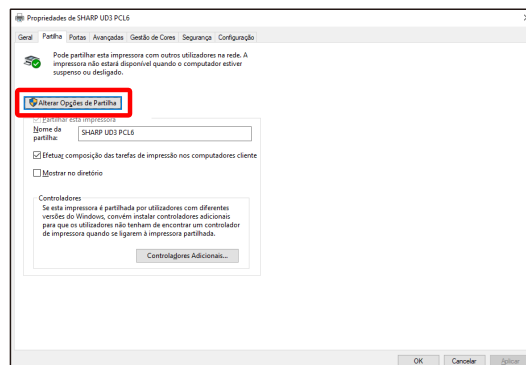 Propriedades de SHARP UD3 PCL6
Geral Partilha Portas Avançadas Gestão de Cores Segurança Configuração
Pode partilhar esta impressora com outros utilizadores na rede. A
impressora não estará disponível quando o computador estiver
suspenso ou desligado.
Alterar Opções de Partilha
Partilhar esta impressora
Nome da
partilha:
SHARP UD3 PCL6
Efetuar composição das tarefas de impressão nos computadores cliente
Mostrar no diretório
Controladores
Se esta impressora é partilhada por utilizadores com diferentes
versões do Windows, convém instalar controladores adicionais
para que os utilizadores não tenham de encontrar um controlador
de impressora quando se ligarem à impressora partilhada.
Controladores Adicionais...
OK Cancelar Aplicar